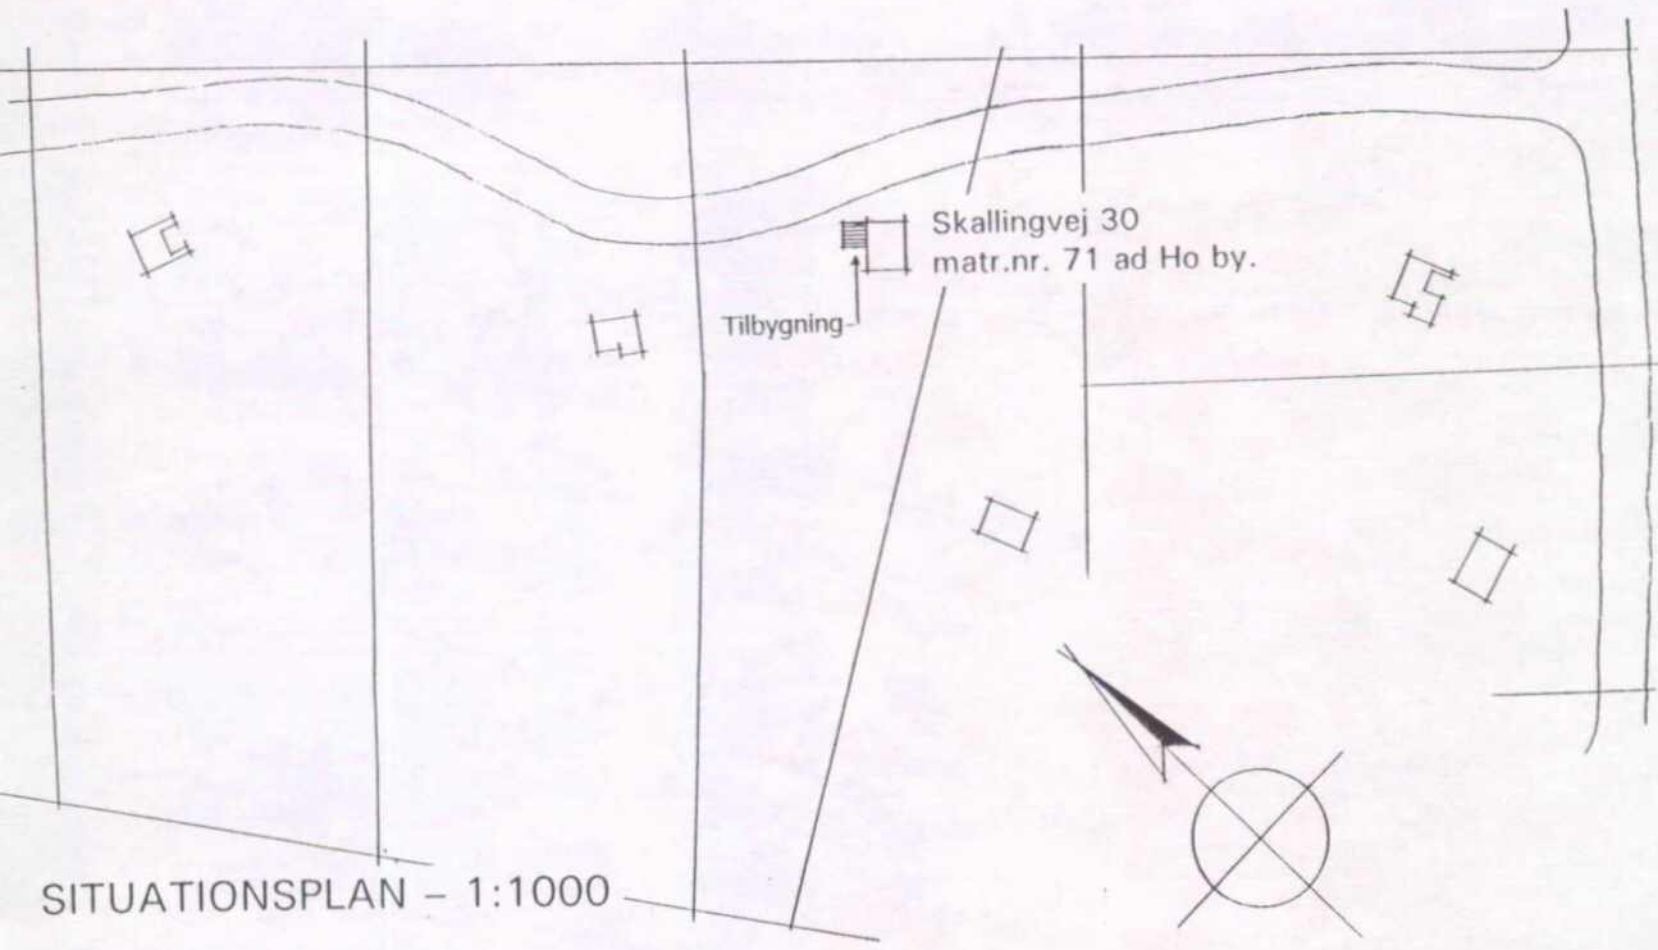 Skallingvej 30
matr.nr. 71 ad Ho by.
Tilbygning
SITUATIONSPLAN – 1:1000